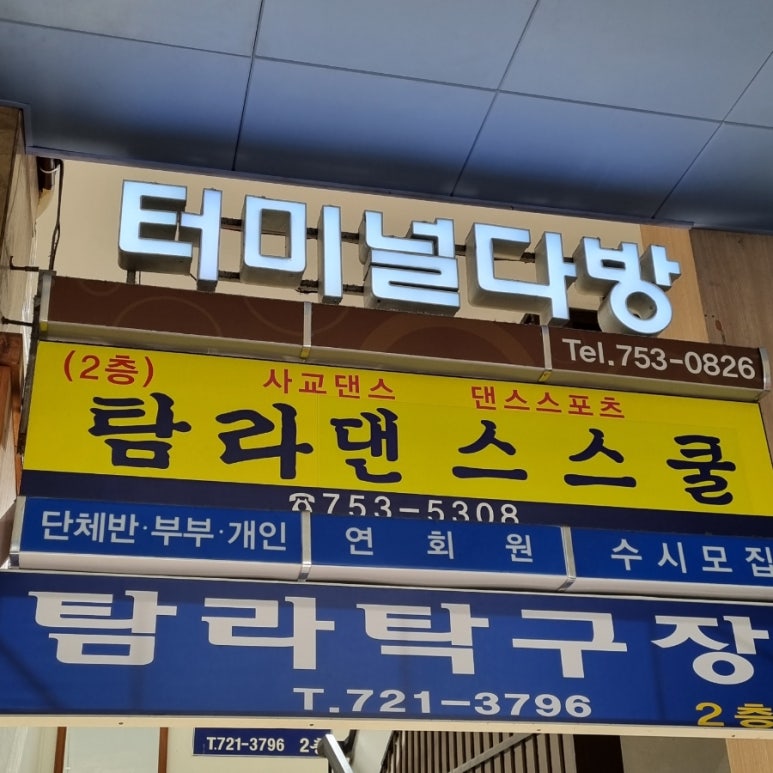 터미널다방
Tel.753-0826
(2층) 사교댄스 댄스스포츠
탐라댄스스쿨
☎753-5308
단체반·부부·개인 연 회 원 수시모집
탐라탁구장
T.721-3796 2층
T.721-3796 2층